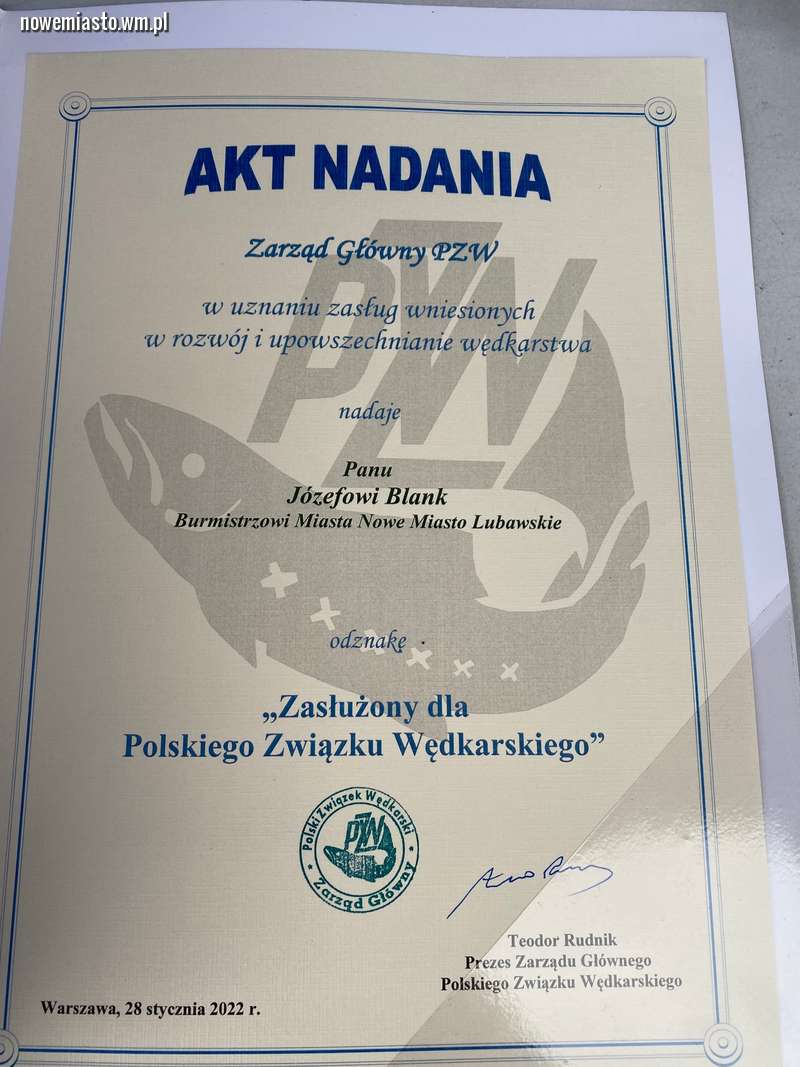 nowemiasto.wm.pl
AKT NADANIA
PZW
Zarząd Główny PZW
w uznaniu zasług wniesionych
w rozwój i upowszechnianie wędkarstwa
nadaje
Panu
Józefowi Blank
Burmistrzowi Miasta Nowe Miasto Lubawskie
odznakę
„Zasłużony dla
Polskiego Związku Wędkarskiego”
Polski Związek Wędkarski
PZW
Zarząd Główny
Teodor Rudnik
Prezes Zarządu Głównego
Polskiego Związku Wędkarskiego
Warszawa, 28 stycznia 2022 r.